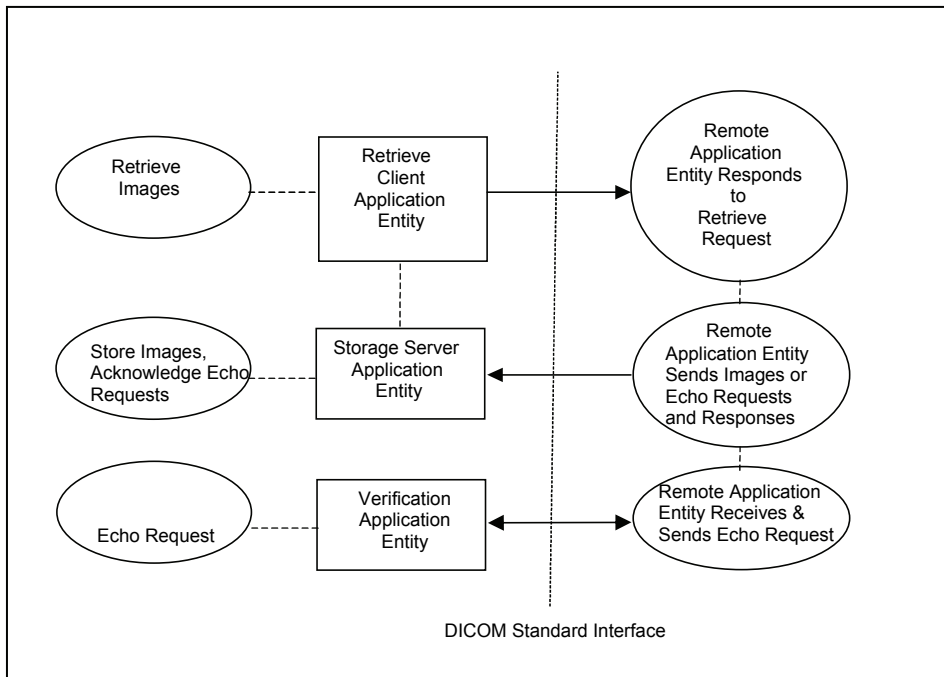 Retrieve
Images
Retrieve
Client
Application
Entity
Remote
Application
Entity Responds
to
Retrieve
Request
Store Images,
Acknowledge Echo
Requests
Storage Server
Application
Entity
Remote
Application Entity
Sends Images or
Echo Requests
and Responses
Echo Request
Verification
Application
Entity
Remote Application
Entity Receives &
Sends Echo Request
DICOM Standard Interface